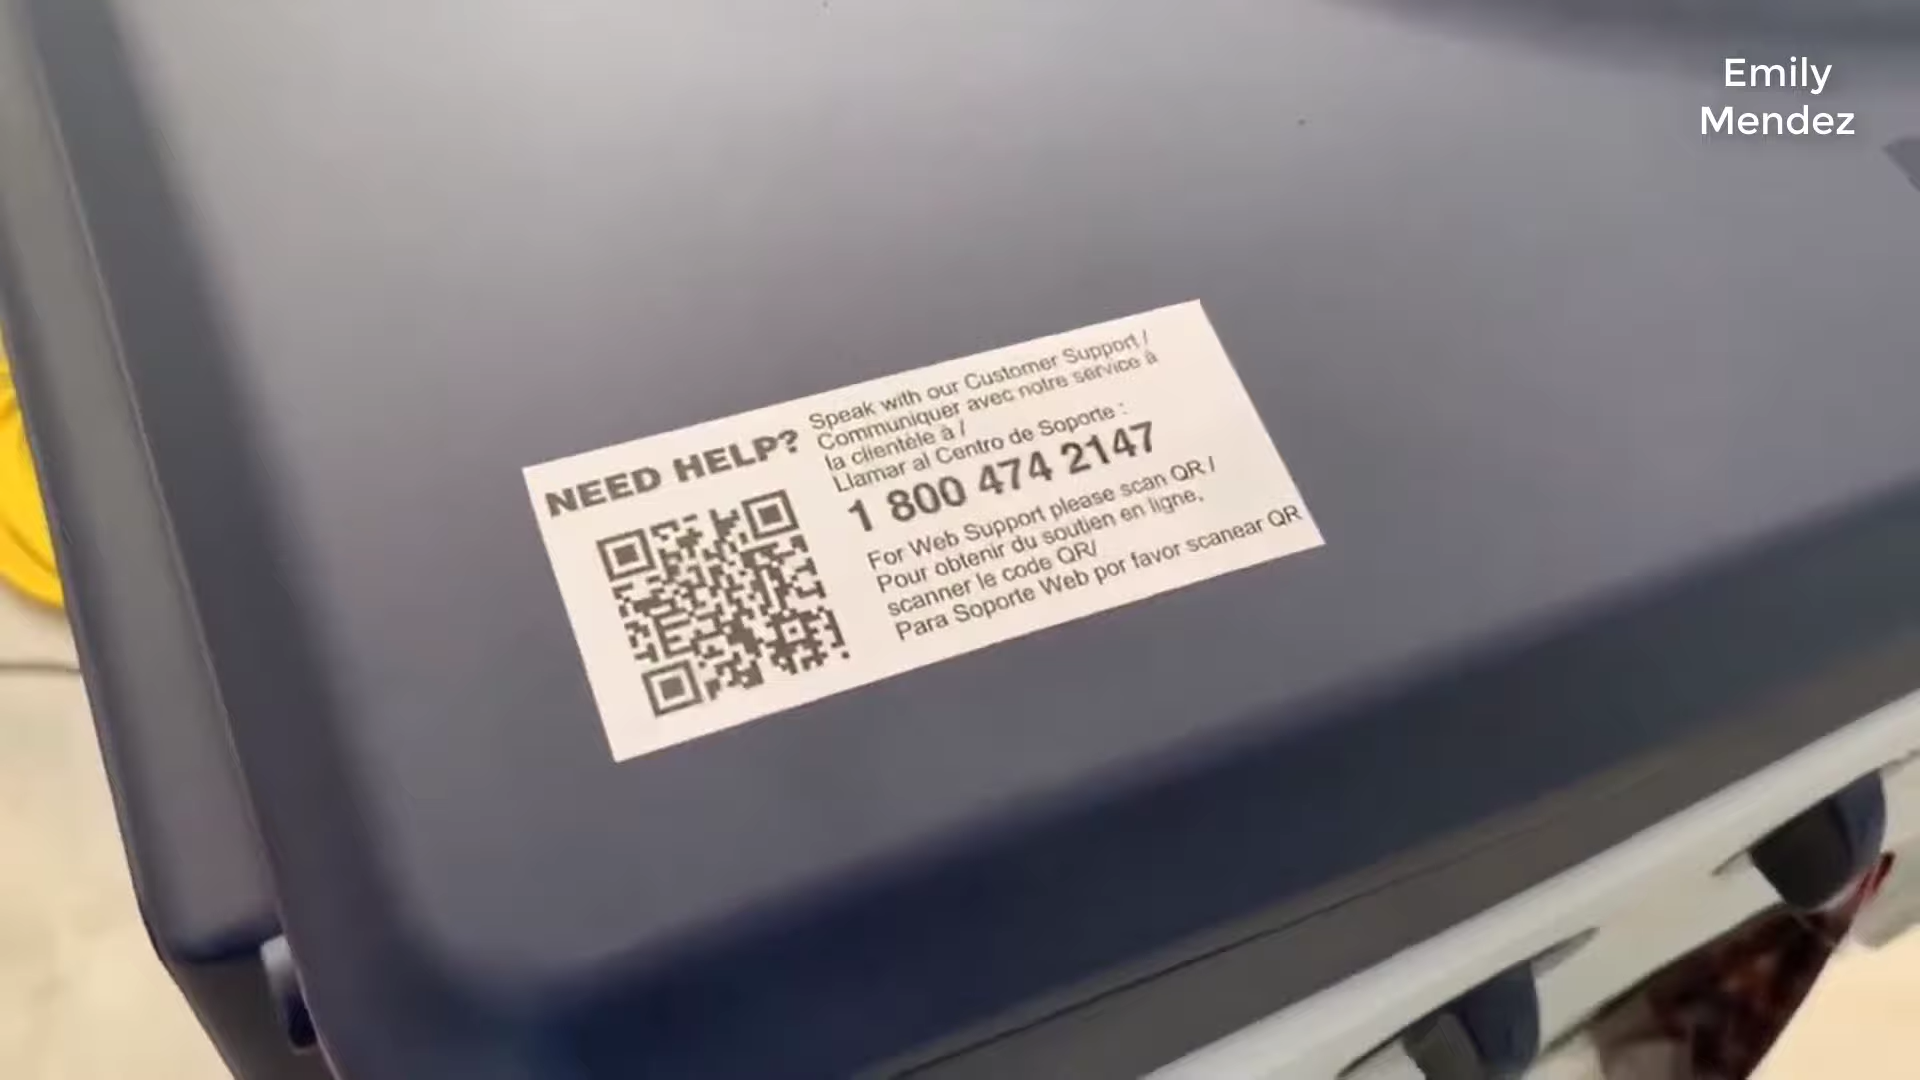 Emily
Mendez
NEED HELP?
Speak with our Customer Support /
Communiquer avec notre service à
la clientèle à /
Llamar al Centro de Soporte :
1 800 474 2147
For Web Support please scan QR /
Pour obtenir du soutien en ligne,
scanner le code QR/
Para Soporte Web por favor scanear QR